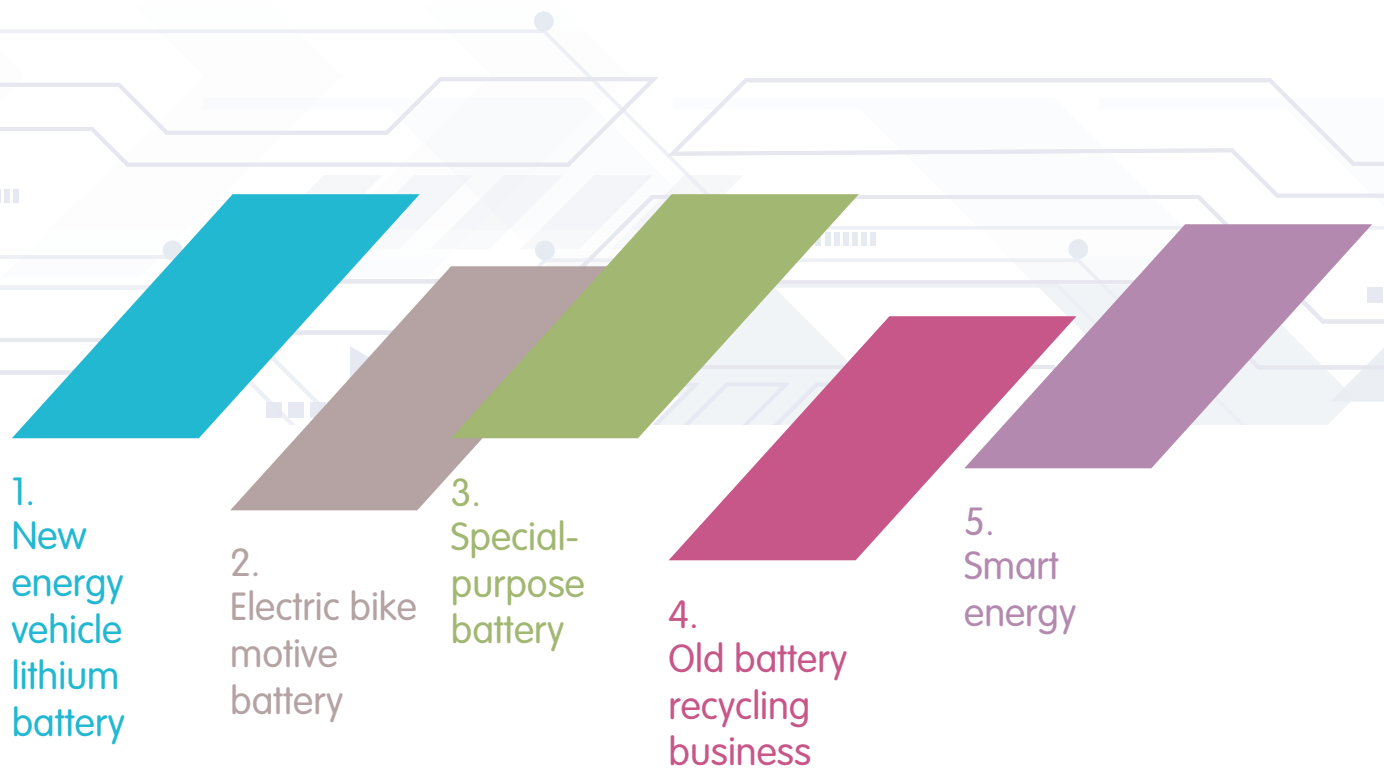 1.
New
energy
vehicle
lithium
battery
2.
Electric bike
motive
battery
3.
Special-
purpose
battery
4.
Old battery
recycling
business
5.
Smart
energy